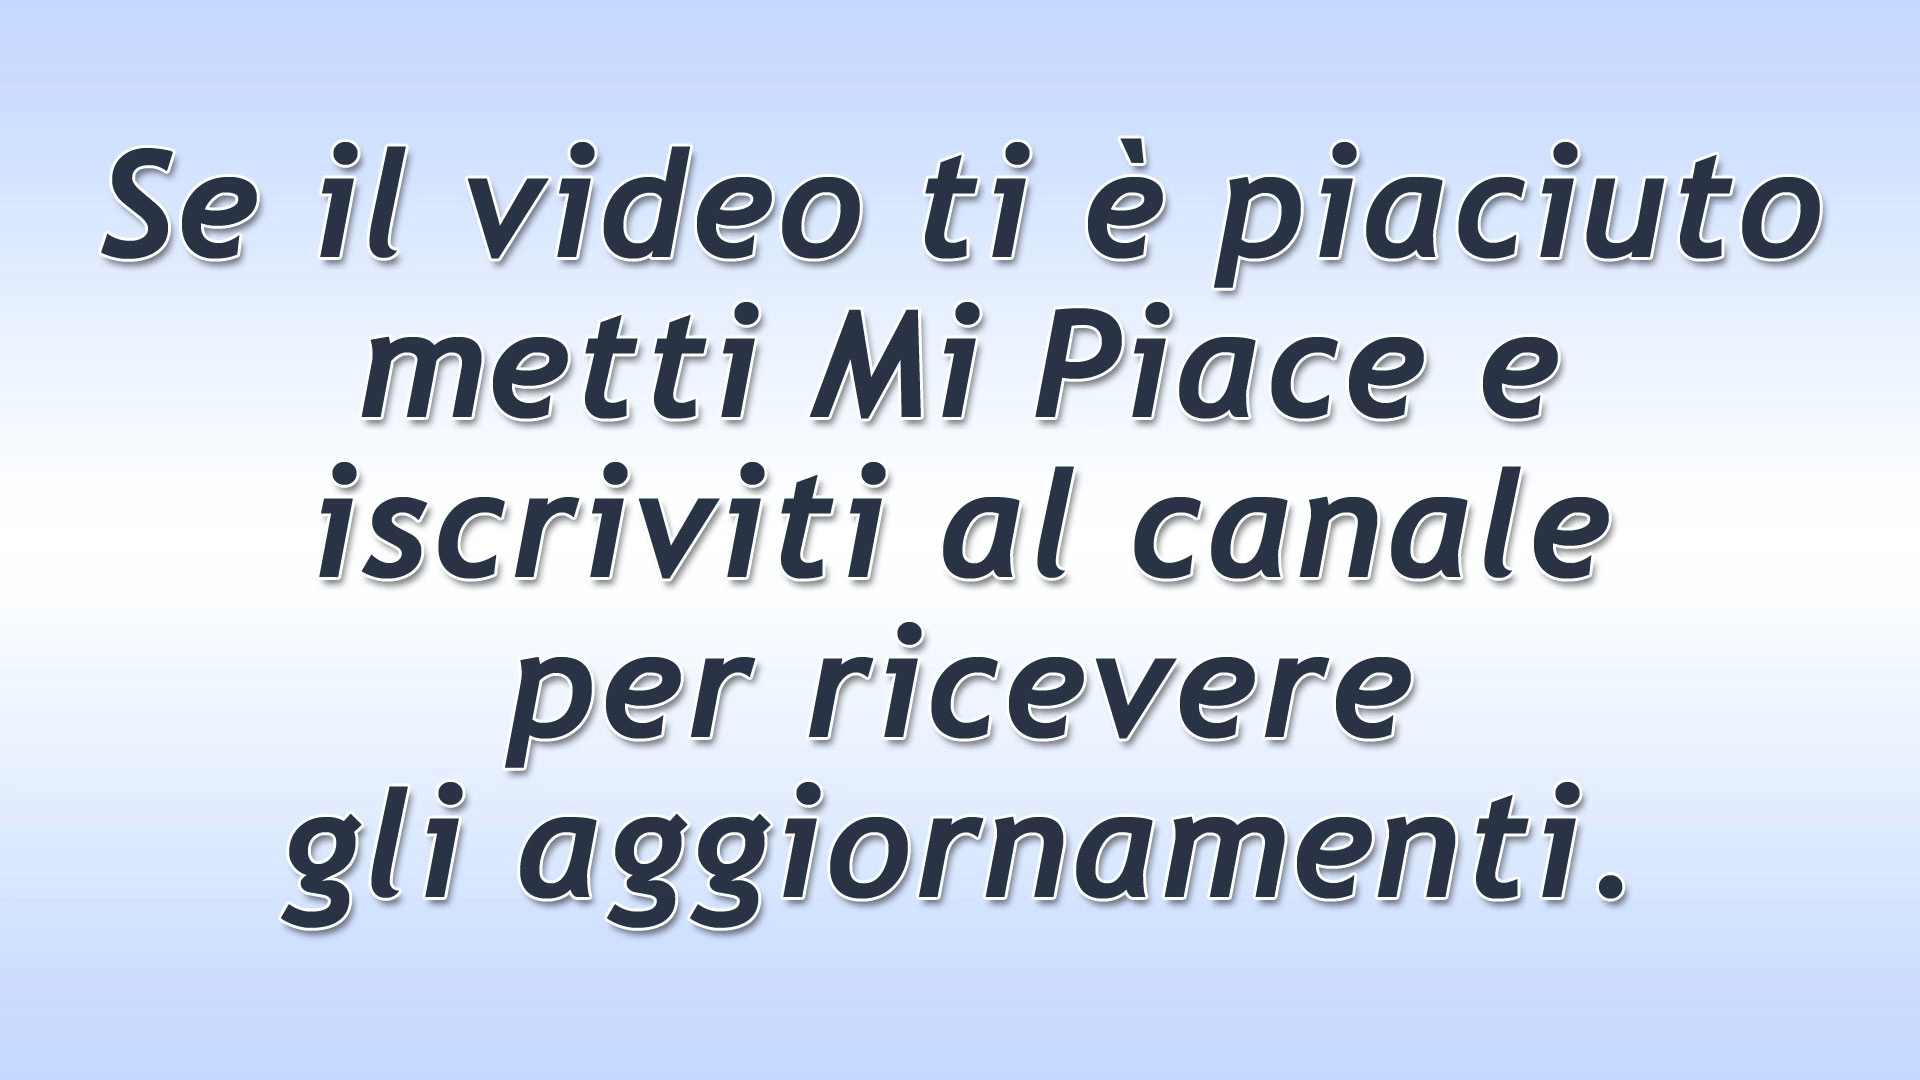 Se il video ti è piaciuto
metti Mi Piace e
iscriviti al canale
per ricevere
gli aggiornamenti.